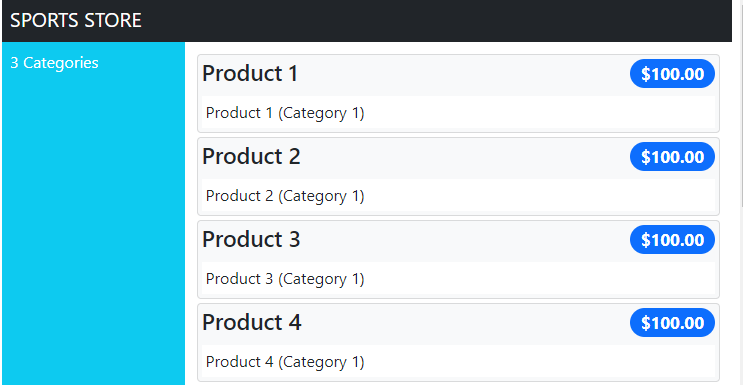 SPORTS STORE
3 Categories
Product 1 $100.00
Product 1 (Category 1)
Product 2 $100.00
Product 2 (Category 1)
Product 3 $100.00
Product 3 (Category 1)
Product 4 $100.00
Product 4 (Category 1)